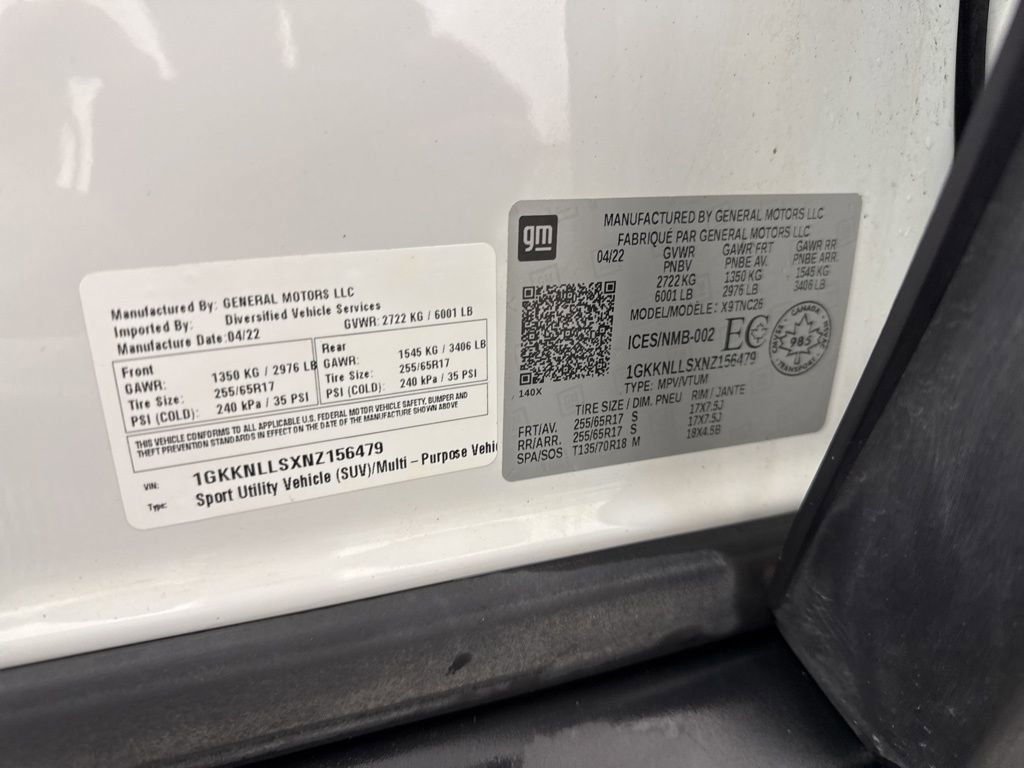 Manufactured By: GENERAL MOTORS LLC
Imported By: Diversified Vehicle Services
Manufacture Date: 04/22
GVWR: 2722 KG / 6001 LB
Front
GAWR: 1350 KG / 2976 LB
Tire Size: 255/65R17
PSI (COLD): 240 kPa / 35 PSI
Rear
GAWR: 1545 KG / 3406 LB
Tire Size: 255/65R17
PSI (COLD): 240 kPa / 35 PSI
THIS VEHICLE CONFORMS TO ALL APPLICABLE U.S. FEDERAL MOTOR VEHICLE SAFETY, BUMPER AND
THEFT PREVENTION STANDARDS IN EFFECT ON THE DATE OF THE MANUFACTURE SHOWN ABOVE
VIN: 1GKKNLLSXNZ156479
Type: Sport Utility Vehicle (SUV)/Multi – Purpose Vehi
gm
MANUFACTURED BY GENERAL MOTORS LLC
FABRIQUÉ PAR GENERAL MOTORS LLC
04/22 GVWR GAWR FRT GAWR RR
PNBV PNBE AV. PNBE ARR.
2722 KG 1350 KG 1545 KG
6001 LB 2976 LB 3406 LB
MODEL/MODELE: X9TNC26
ICES/NMB-002 EC
CANADA
985
TRANSPORT
1GKKNLLSXNZ156479
TYPE: MPV/VTUM
140X
TIRE SIZE / DIM. PNEU RIM / JANTE
FRT/AV. 255/65R17 S 17X7.5J
RR/ARR. 255/65R17 S 17X7.5J
SPA/SOS T135/70R18 M 18X4.5B